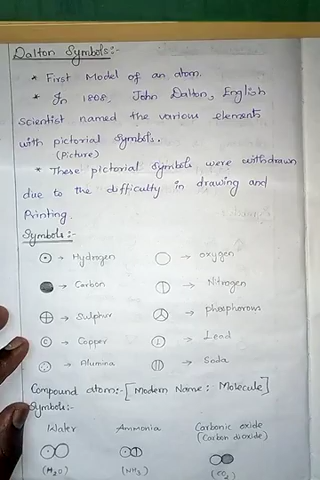 Dalton Symbols:-
* First Model of an atom.
* In 1808, John Dalton, English
scientist named the various elements
with pictorial symbols.
(Picture)
* These pictorial symbols were withdrawn
due to the difficulty in drawing and
Printing.
Symbols:-
→ Hydrogen → oxygen
→ Carbon → Nitrogen
→ Sulphur → phosphorous
C → Copper L → Lead
→ Alumina → Soda
Compound atom:- [Modern Name: Molecule]
Symbols:-
Water Ammonia Carbonic oxide
(Carbon dioxide)
(H2O) (NH3) (CO2)